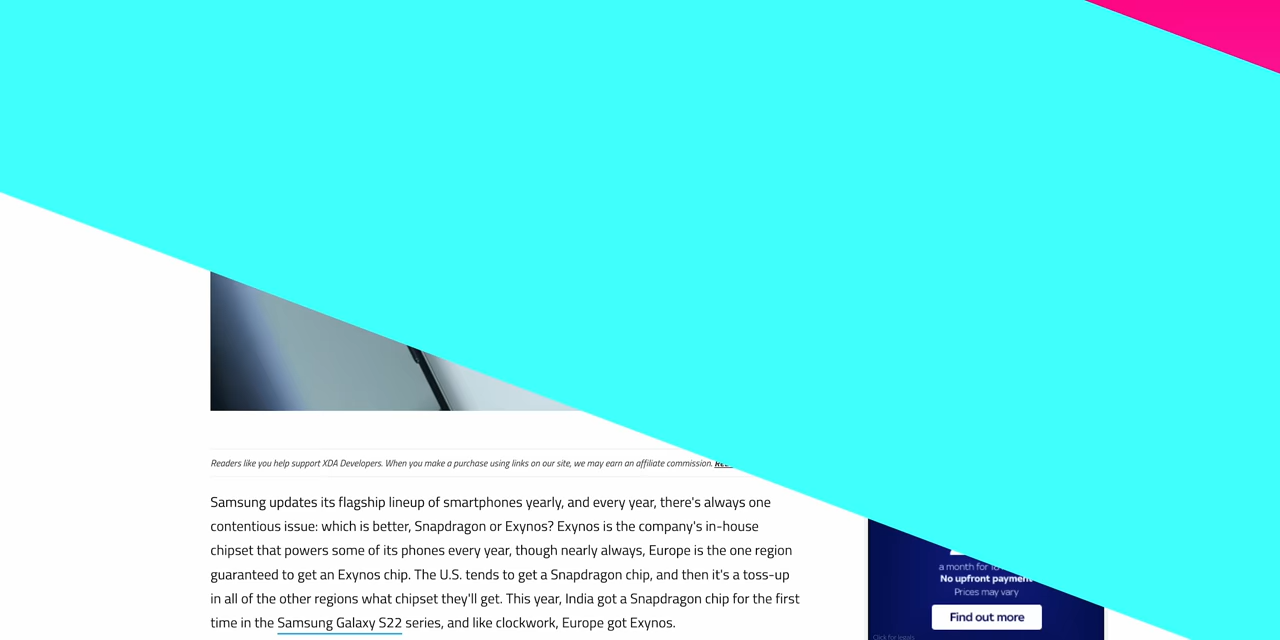 Readers like you help support XDA Developers. When you make a purchase using links on our site, we may earn an affiliate commission.
Samsung updates its flagship lineup of smartphones yearly, and every year, there's always one
contentious issue: which is better, Snapdragon or Exynos? Exynos is the company's in-house
chipset that powers some of its phones every year, though nearly always, Europe is the one region
guaranteed to get an Exynos chip. The U.S. tends to get a Snapdragon chip, and then it's a toss-up
in all of the other regions what chipset they'll get. This year, India got a Snapdragon chip for the first
time in the Samsung Galaxy S22 series, and like clockwork, Europe got Exynos.
a month for
No upfront payment
Prices may vary
Find out more
Click for legals